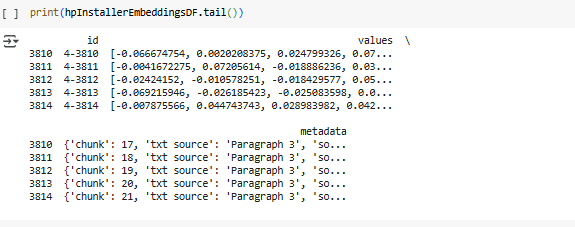 [ ] print(hpInstallerEmbeddingsDF.tail())
id values \
3810 4-3810 [-0.066674754, 0.0020208375, 0.024799326, 0.07...
3811 4-3811 [-0.0041672275, 0.07205614, -0.018886236, 0.03...
3812 4-3812 [-0.02424152, -0.010578251, -0.018429577, 0.05...
3813 4-3813 [-0.069215946, -0.026185423, -0.025083598, 0.0...
3814 4-3814 [-0.007875566, 0.044743743, 0.028983982, 0.042...
metadata
3810 {'chunk': 17, 'txt source': 'Paragraph 3', 'so...
3811 {'chunk': 18, 'txt source': 'Paragraph 3', 'so...
3812 {'chunk': 19, 'txt source': 'Paragraph 3', 'so...
3813 {'chunk': 20, 'txt source': 'Paragraph 3', 'so...
3814 {'chunk': 21, 'txt source': 'Paragraph 3', 'so...